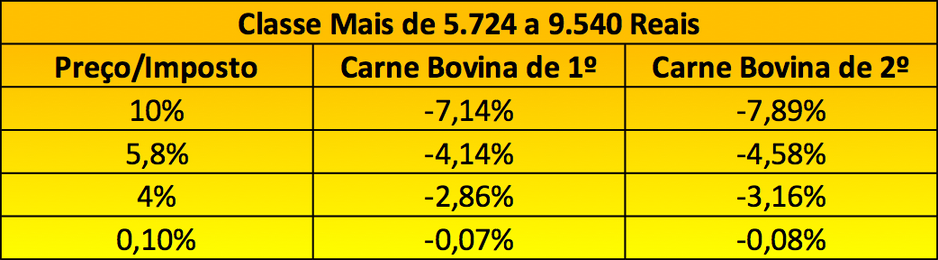 Classe Mais de 5.724 a 9.540 Reais
Preço/Imposto Carne Bovina de 1º Carne Bovina de 2º
10% -7,14% -7,89%
5,8% -4,14% -4,58%
4% -2,86% -3,16%
0,10% -0,07% -0,08%